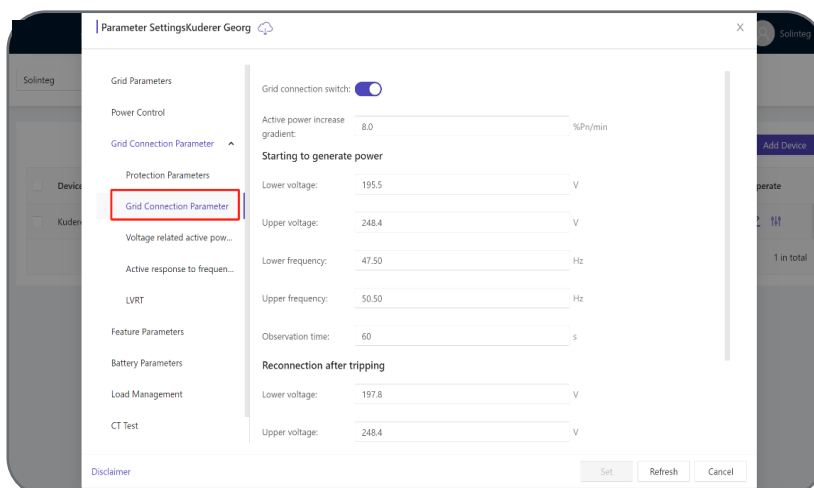 Parameter SettingsKuderer Georg
X
Solinteg
Solinteg
Grid Parameters
Power Control
Grid Connection Parameter
Protection Parameters
Grid Connection Parameter
Voltage related active pow...
Active response to frequen...
LVRT
Feature Parameters
Battery Parameters
Load Management
CT Test
Grid connection switch:
Active power increase
gradient:
8.0
%Pn/min
Starting to generate power
Lower voltage:
195.5
V
Upper voltage:
248.4
V
Lower frequency:
47.50
Hz
Upper frequency:
50.50
Hz
Observation time:
60
s
Reconnection after tripping
Lower voltage:
197.8
V
Upper voltage:
248.4
V
Add Device
Device
perate
Kuder
1 in total
Disclaimer
Set
Refresh
Cancel